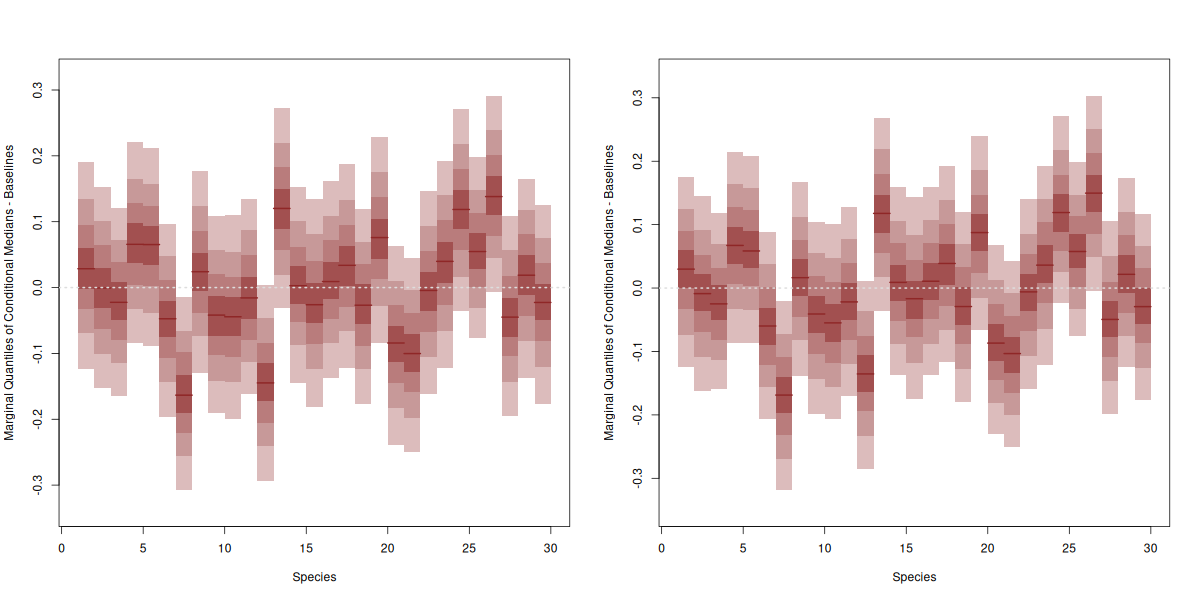 Marginal Quantiles of Conditional Medians - Baselines
0.3
0.2
0.1
0.0
-0.1
-0.2
-0.3
0 5 10 15 20 25 30
Species
Marginal Quantiles of Conditional Medians - Baselines
0.3
0.2
0.1
0.0
-0.1
-0.2
-0.3
0 5 10 15 20 25 30
Species